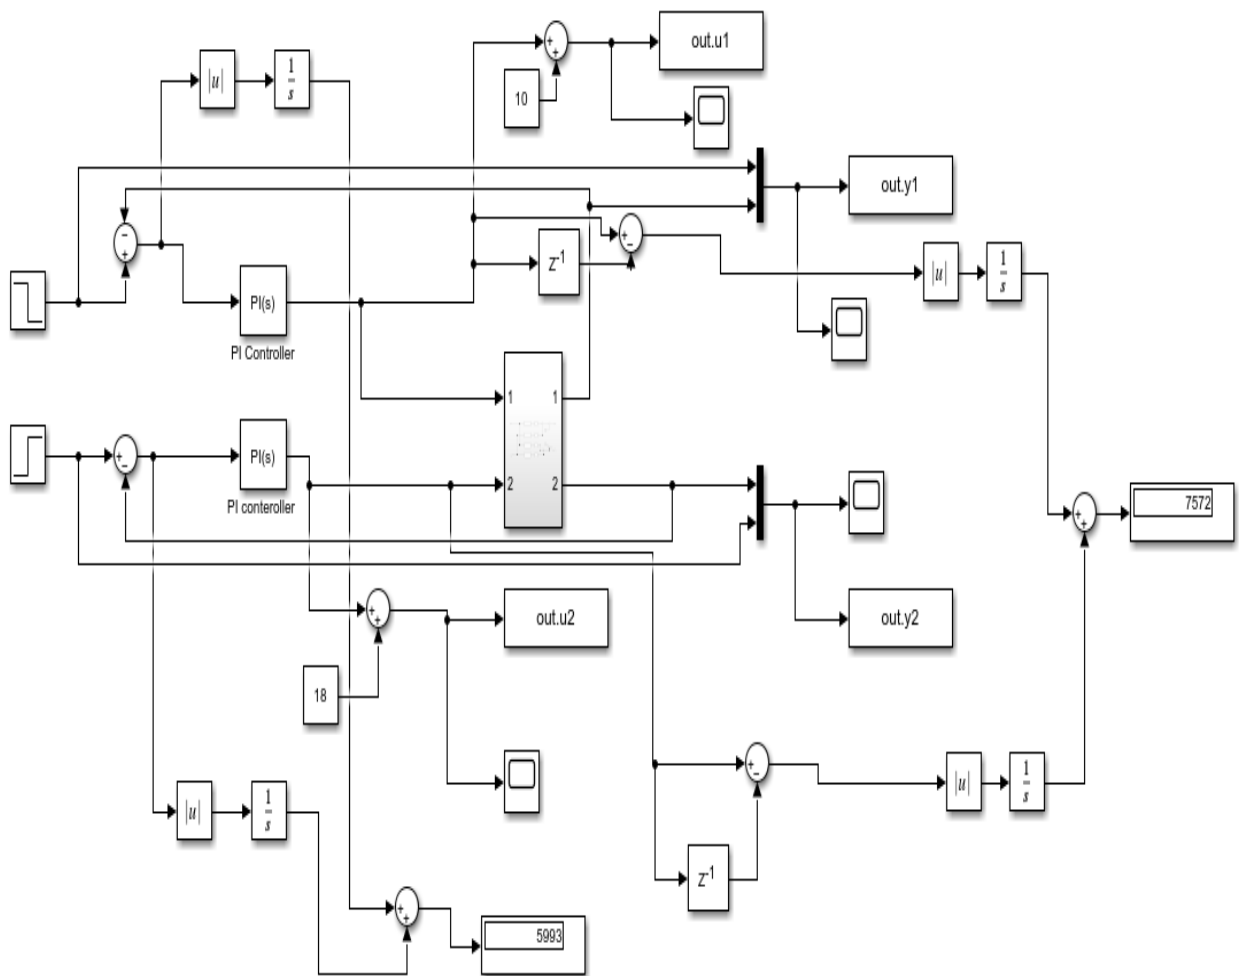 out.u1
|u|
1
s
10
out.y1
-
+
z-1
|u|
1
s
PI(s)
PI Controller
1
1
PI(s)
PI conteroller
2
2
7572
out.u2
out.y2
18
|u|
1
s
|u|
1
s
z-1
5993